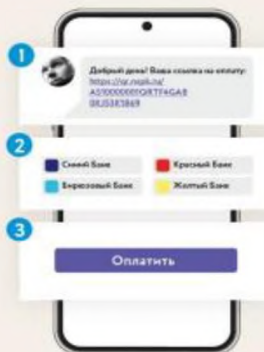 1
Добрый день! Ваша ссылка на оплату:
https://qr.nspk.ru/
AS10000001QRTF4GAB
2
Синий Банк
Красный Банк
Бирюзовый Банк
Желтый Банк
3
Оплатить